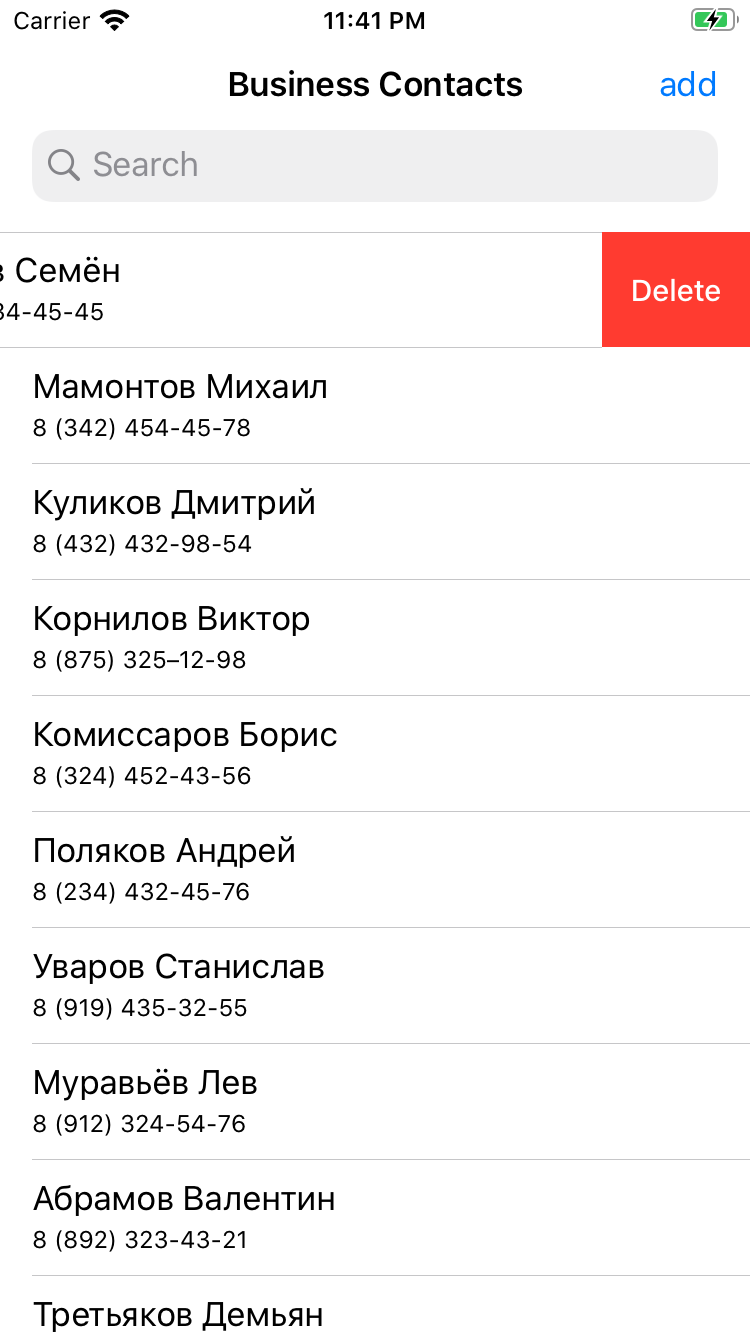 Carrier 11:41 PM
Business Contacts add
Search
в Семён
34-45-45
Delete
Мамонтов Михаил
8 (342) 454-45-78
Куликов Дмитрий
8 (432) 432-98-54
Корнилов Виктор
8 (875) 325–12-98
Комиссаров Борис
8 (324) 452-43-56
Поляков Андрей
8 (234) 432-45-76
Уваров Станислав
8 (919) 435-32-55
Муравьёв Лев
8 (912) 324-54-76
Абрамов Валентин
8 (892) 323-43-21
Третьяков Демьян